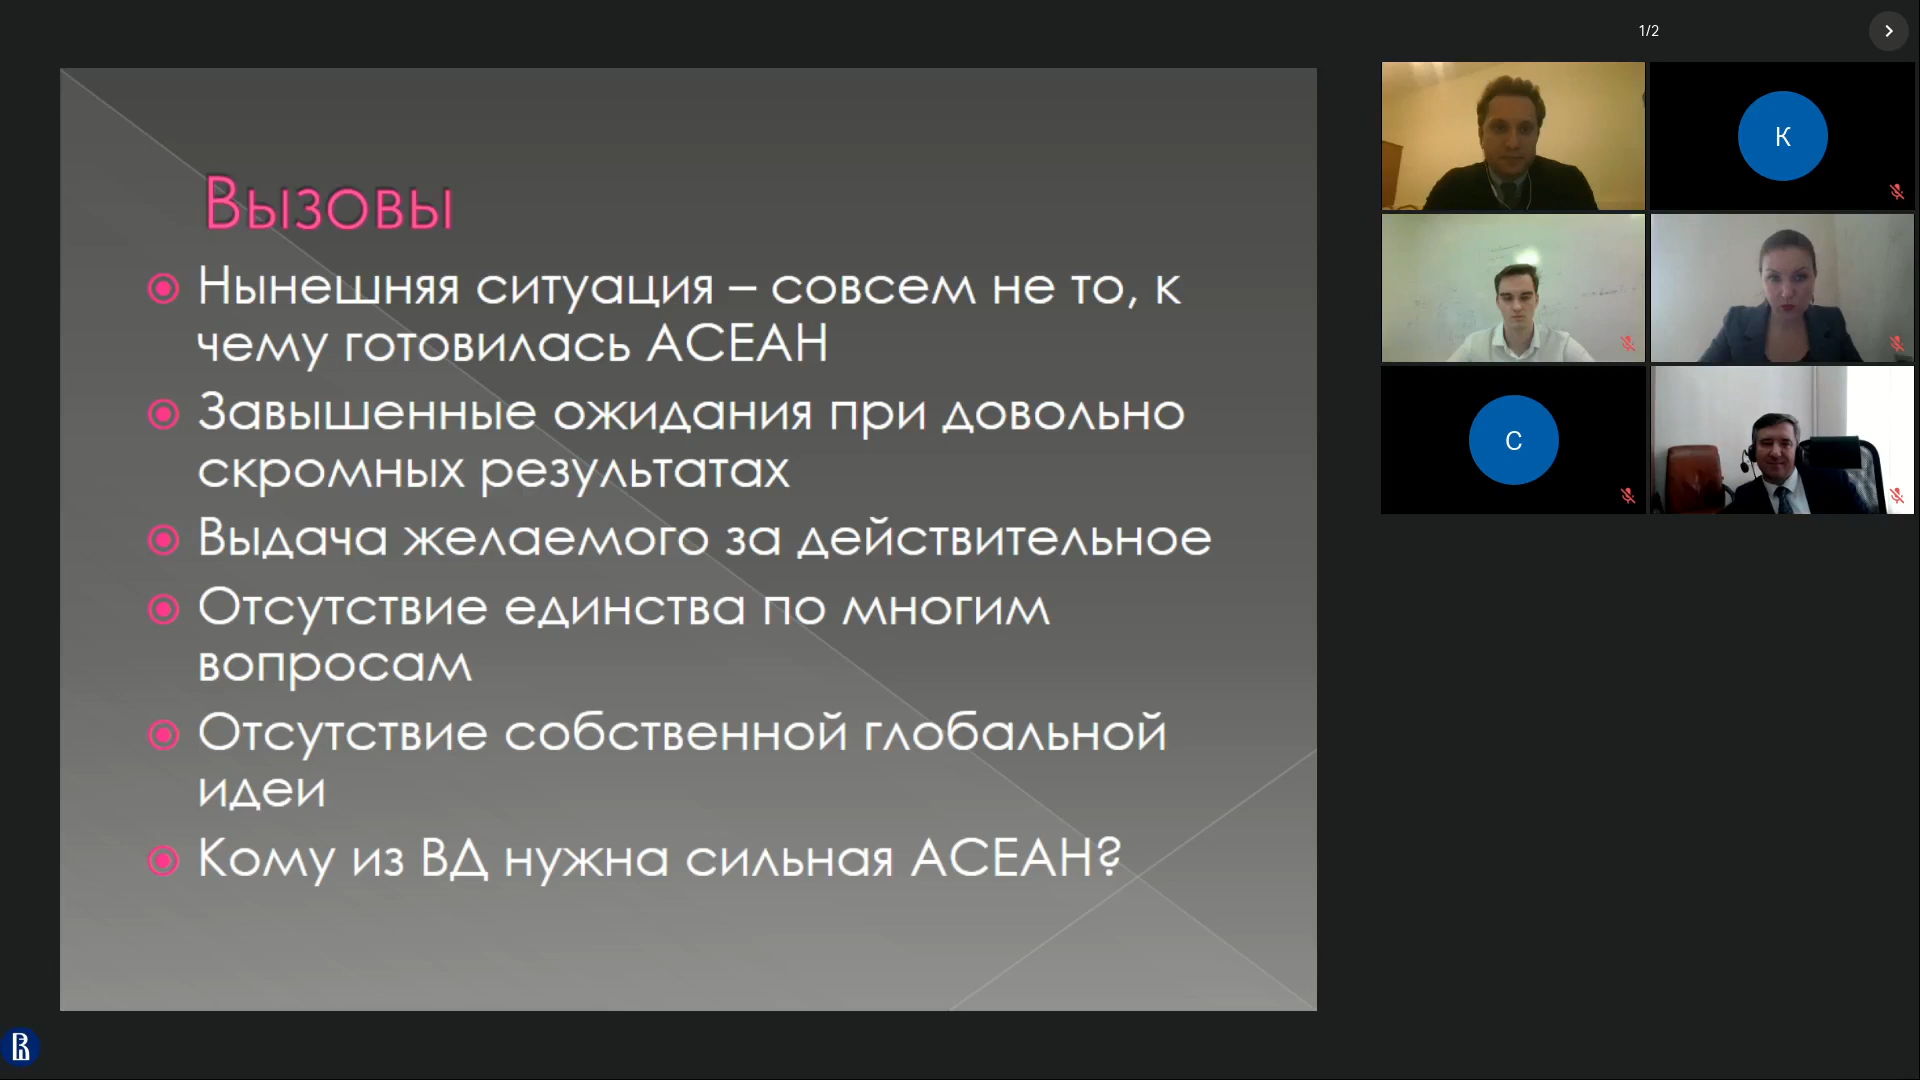 1/2
Вызовы
Нынешняя ситуация – совсем не то, к
чему готовилась АСЕАН
Завышенные ожидания при довольно
скромных результатах
Выдача желаемого за действительное
Отсутствие единства по многим
вопросам
Отсутствие собственной глобальной
идеи
Кому из ВД нужна сильная АСЕАН?
К
С